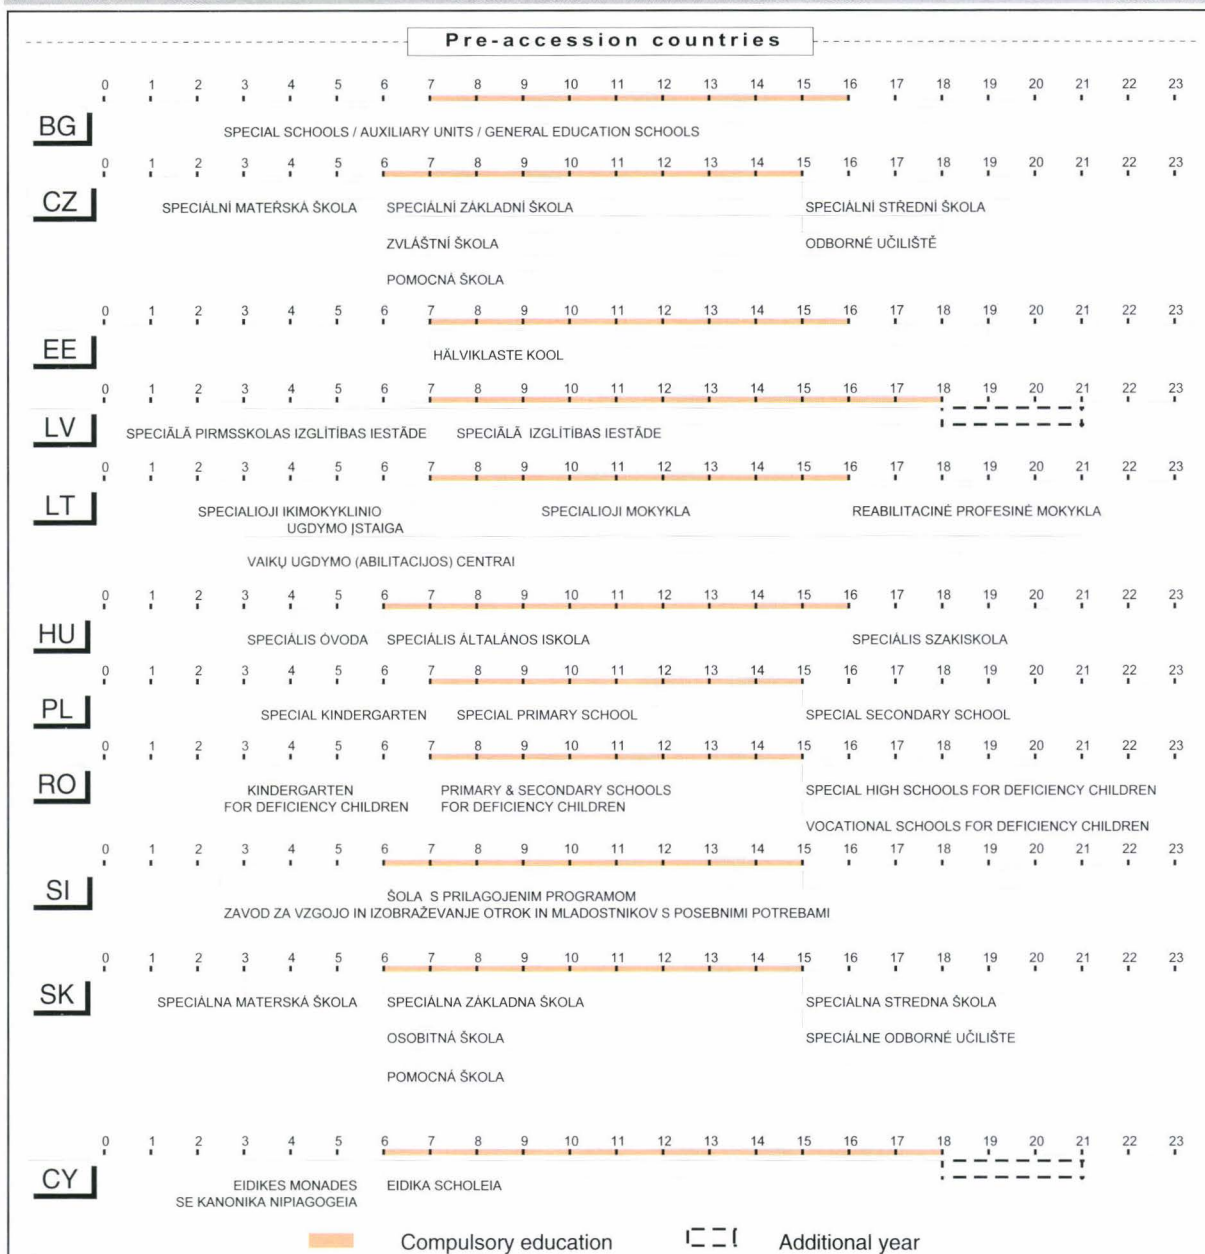 Pre-accession countries
0 1 2 3 4 5 6 7 8 9 10 11 12 13 14 15 16 17 18 19 20 21 22 23
BG
SPECIAL SCHOOLS / AUXILIARY UNITS / GENERAL EDUCATION SCHOOLS
0 1 2 3 4 5 6 7 8 9 10 11 12 13 14 15 16 17 18 19 20 21 22 23
CZ
SPECIÁLNÍ MATEŘSKÁ ŠKOLA SPECIÁLNÍ ZÁKLADNÍ ŠKOLA SPECIÁLNÍ STŘEDNÍ ŠKOLA
ZVLÁŠTNÍ ŠKOLA ODBORNÉ UČILIŠTĚ
POMOCNÁ ŠKOLA
0 1 2 3 4 5 6 7 8 9 10 11 12 13 14 15 16 17 18 19 20 21 22 23
EE
HÄLVIKLASTE KOOL
0 1 2 3 4 5 6 7 8 9 10 11 12 13 14 15 16 17 18 19 20 21 22 23
LV
SPECIĀLĀ PIRMSSKOLAS IZGLĪTĪBAS IESTĀDE SPECIĀLĀ IZGLĪTĪBAS IESTĀDE
0 1 2 3 4 5 6 7 8 9 10 11 12 13 14 15 16 17 18 19 20 21 22 23
LT
SPECIALIOJI IKIMOKYKLINIO SPECIALIOJI MOKYKLA REABILITACINĖ PROFESINĖ MOKYKLA
UGDYMO ĮSTAIGA
VAIKŲ UGDYMO (ABILITACIJOS) CENTRAI
0 1 2 3 4 5 6 7 8 9 10 11 12 13 14 15 16 17 18 19 20 21 22 23
HU
SPECIÁLIS ÓVODA SPECIÁLIS ÁLTALÁNOS ISKOLA SPECIÁLIS SZAKISKOLA
0 1 2 3 4 5 6 7 8 9 10 11 12 13 14 15 16 17 18 19 20 21 22 23
PL
SPECIAL KINDERGARTEN SPECIAL PRIMARY SCHOOL SPECIAL SECONDARY SCHOOL
0 1 2 3 4 5 6 7 8 9 10 11 12 13 14 15 16 17 18 19 20 21 22 23
RO
KINDERGARTEN PRIMARY & SECONDARY SCHOOLS SPECIAL HIGH SCHOOLS FOR DEFICIENCY CHILDREN
FOR DEFICIENCY CHILDREN FOR DEFICIENCY CHILDREN
VOCATIONAL SCHOOLS FOR DEFICIENCY CHILDREN
0 1 2 3 4 5 6 7 8 9 10 11 12 13 14 15 16 17 18 19 20 21 22 23
SI
ŠOLA S PRILAGOJENIM PROGRAMOM
ZAVOD ZA VZGOJO IN IZOBRAŽEVANJE OTROK IN MLADOSTNIKOV S POSEBNIMI POTREBAMI
0 1 2 3 4 5 6 7 8 9 10 11 12 13 14 15 16 17 18 19 20 21 22 23
SK
SPECIÁLNA MATERSKÁ ŠKOLA SPECIÁLNA ZÁKLADNA ŠKOLA SPECIÁLNA STREDNA ŠKOLA
OSOBITNÁ ŠKOLA SPECIÁLNE ODBORNÉ UČILIŠTE
POMOCNÁ ŠKOLA
0 1 2 3 4 5 6 7 8 9 10 11 12 13 14 15 16 17 18 19 20 21 22 23
CY
EIDIKES MONADES EIDIKA SCHOLEIA
SE KANONIKA NIPIAGOGEIA
Compulsory education Additional year